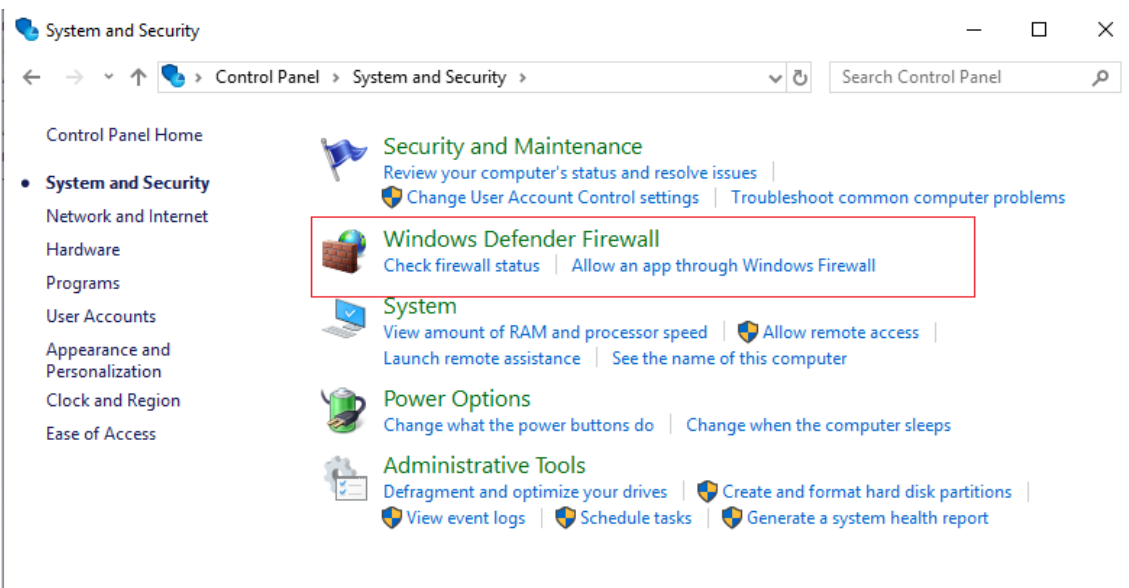 System and Security
Control Panel > System and Security >
Search Control Panel
Control Panel Home
System and Security
Network and Internet
Hardware
Programs
User Accounts
Appearance and
Personalization
Clock and Region
Ease of Access
Security and Maintenance
Review your computer's status and resolve issues
Change User Account Control settings Troubleshoot common computer problems
Windows Defender Firewall
Check firewall status Allow an app through Windows Firewall
System
View amount of RAM and processor speed Allow remote access
Launch remote assistance See the name of this computer
Power Options
Change what the power buttons do Change when the computer sleeps
Administrative Tools
Defragment and optimize your drives Create and format hard disk partitions
View event logs Schedule tasks Generate a system health report